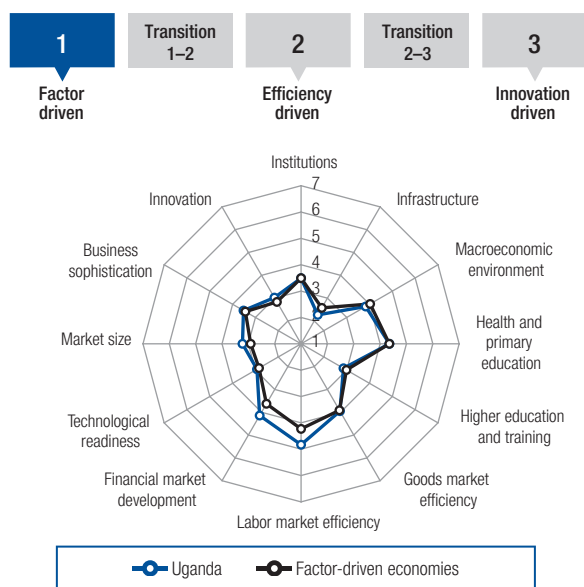 1
Transition
1–2
2
Transition
2–3
3
Factor
driven
Efficiency
driven
Innovation
driven
Institutions
Infrastructure
Macroeconomic
environment
Health and
primary
education
Higher education
and training
Goods market
efficiency
Labor market efficiency
Financial market
development
Technological
readiness
Market size
Business
sophistication
Innovation
7
6
5
4
3
2
1
Uganda
Factor-driven economies